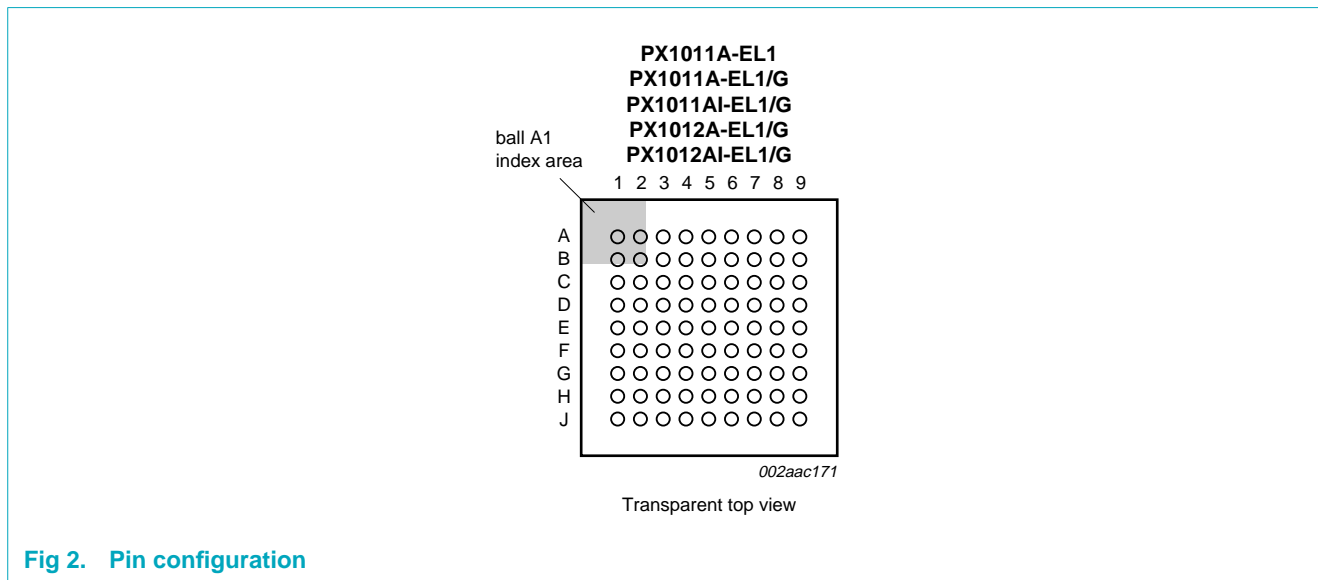 PX1011A-EL1
PX1011A-EL1/G
PX1011AI-EL1/G
PX1012A-EL1/G
PX1012AI-EL1/G
ball A1
index area
1 2 3 4 5 6 7 8 9
A
B
C
D
E
F
G
H
J
002aac171
Transparent top view
Fig 2. Pin configuration